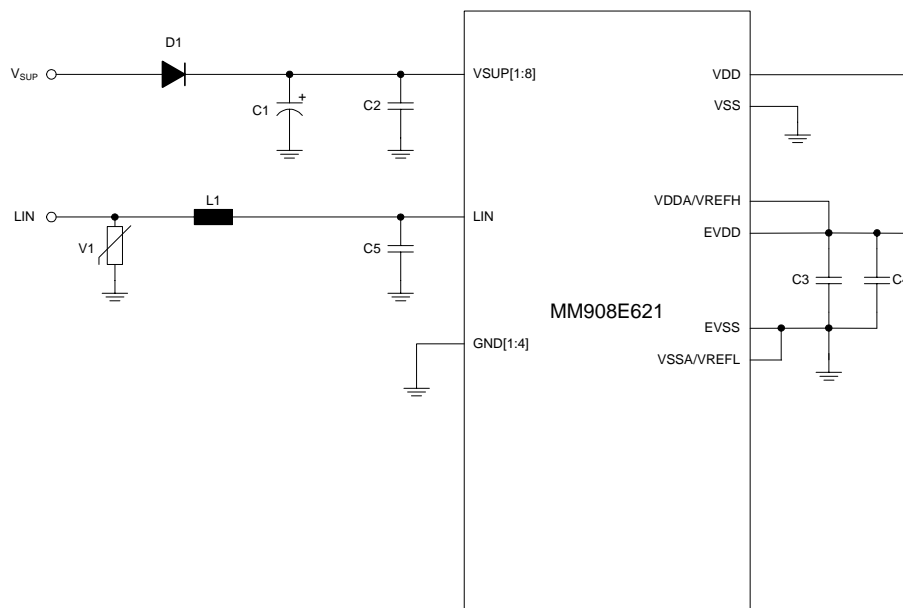 D1
VSUP
VSUP[1:8]
VDD
VSS
C1
+
C2
L1
VDDA/VREFH
LIN
LIN
EVDD
V1
C5
C3
MM908E621
EVSS
GND[1:4]
VSSA/VREFL